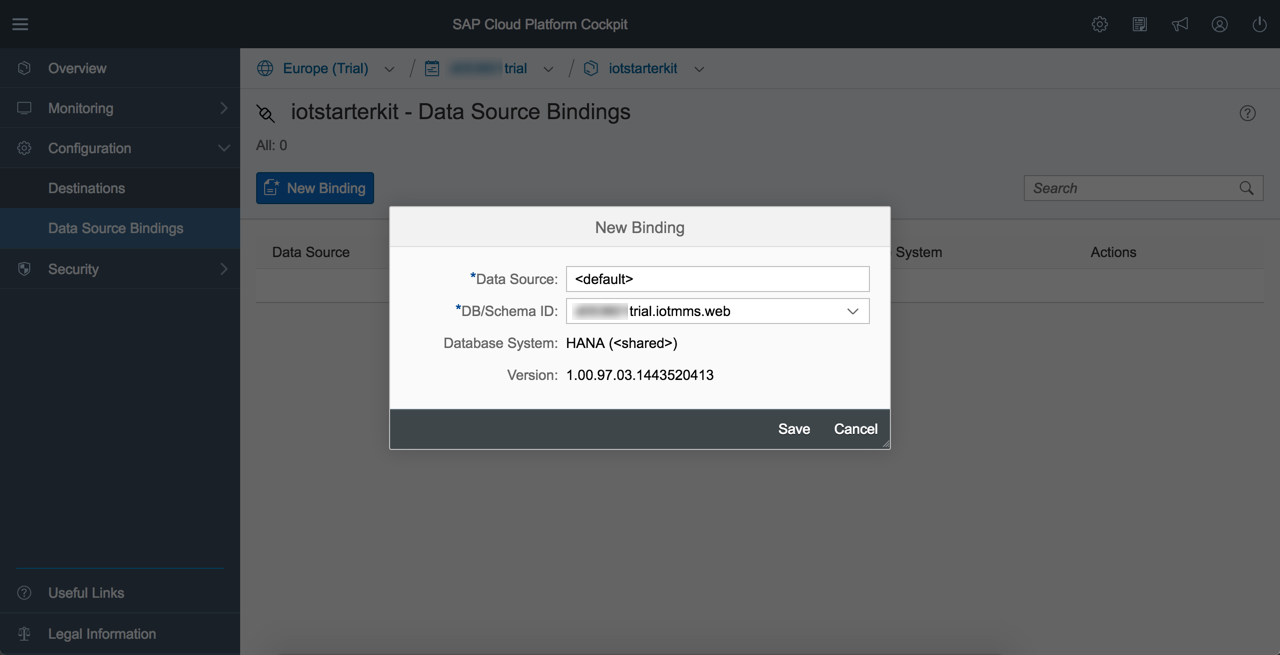 SAP Cloud Platform Cockpit
Overview
Monitoring
Configuration
Destinations
Data Source Bindings
Security
Useful Links
Legal Information
Europe (Trial) / trial / iotstarterkit
iotstarterkit - Data Source Bindings
All: 0
New Binding
Search
Data Source
System
Actions
New Binding
*Data Source: <default>
*DB/Schema ID: trial.iotmms.web
Database System: HANA (<shared>)
Version: 1.00.97.03.1443520413
Save Cancel